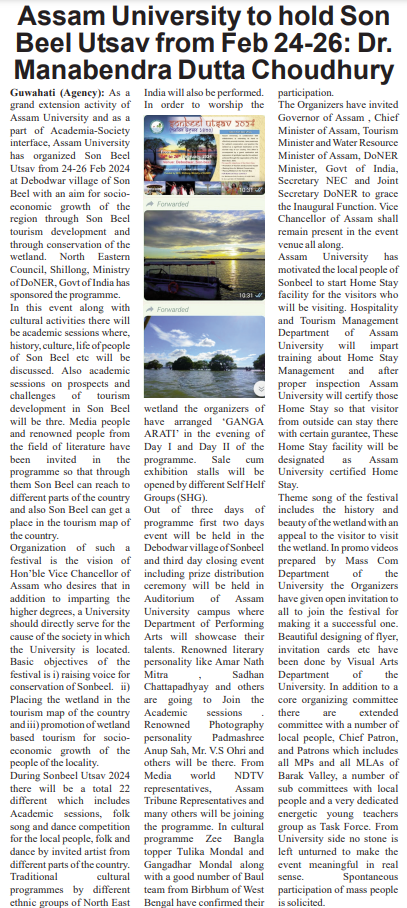 Assam University to hold Son
Beel Utsav from Feb 24-26: Dr.
Manabendra Dutta Choudhury
Guwahati (Agency): As a
grand extension activity of
Assam University and as a
part of Academia-Society
interface, Assam University
has organized Son Beel
Utsav from 24-26 Feb 2024
at Debodwar village of Son
Beel with an aim for socio-
economic growth of the
region through Son Beel
tourism development and
through conservation of the
wetland. North Eastern
Council, Shillong, Ministry
of DoNER, Govt of India has
sponsored the programme.
In this event along with
cultural activities there will
be academic sessions where,
history, culture, life of people
of Son Beel etc will be
discussed. Also academic
sessions on prospects and
challenges of tourism
development in Son Beel
will be thre. Media people
and renowned people from
the field of literature have
been invited in the
programme so that through
them Son Beel can reach to
different parts of the country
and also Son Beel can get a
place in the tourism map of
the country.
Organization of such a
festival is the vision of
Hon'ble Vice Chancellor of
Assam who desires that in
addition to imparting the
higher degrees, a University
should directly serve for the
cause of the society in which
the University is located.
Basic objectives of the
festival is i) raising voice for
conservation of Sonbeel. ii)
Placing the wetland in the
tourism map of the country
and iii) promotion of wetland
based tourism for socio-
economic growth of the
people of the locality.
During Sonbeel Utsav 2024
there will be a total 22
different which includes
Academic sessions, folk
song and dance competition
for the local people, folk and
dance by invited artist from
different parts of the country.
Traditional cultural
programmes by different
ethnic groups of North East
India will also be performed.
In order to worship the
sonbeel utsav 2024
10:31
Forwarded
10:31
Forwarded
wetland the organizers of
have arranged 'GANGA
ARATI' in the evening of
Day I and Day II of the
programme. Sale cum
exhibition stalls will be
opened by different Self Helf
Groups (SHG).
Out of three days of
programme first two days
event will be held in the
Debodwar village of Sonbeel
and third day closing event
including prize distribution
ceremony will be held in
Auditorium of Assam
University campus where
Department of Performing
Arts will showcase their
talents. Renowned literary
personality like Amar Nath
Mitra , Sadhan
Chattapadhyay and others
are going to Join the
Academic sessions .
Renowned Photography
personality Padmashree
Anup Sah, Mr. V.S Ohri and
others will be there. From
Media world NDTV
representatives, Assam
Tribune Representatives and
many others will be joining
the programme. In cultural
programme Zee Bangla
topper Tulika Mondal and
Gangadhar Mondal along
with a good number of Baul
team from Birbhum of West
Bengal have confirmed their
participation.
The Organizers have invited
Governor of Assam , Chief
Minister of Assam, Tourism
Minister and Water Resource
Minister of Assam, DoNER
Minister, Govt of India,
Secretary NEC and Joint
Secretary DoNER to grace
the Inaugural Function. Vice
Chancellor of Assam shall
remain present in the event
venue all along.
Assam University has
motivated the local people of
Sonbeel to start Home Stay
facility for the visitors who
will be visiting. Hospitality
and Tourism Management
Department of Assam
University will impart
training about Home Stay
Management and after
proper inspection Assam
University will certify those
Home Stay so that visitor
from outside can stay there
with certain gurantee, These
Home Stay facility will be
designated as Assam
University certified Home
Stay.
Theme song of the festival
includes the history and
beauty of the wetland with an
appeal to the visitor to visit
the wetland. In promo videos
prepared by Mass Com
Department of the
University the Organizers
have given open invitation to
all to join the festival for
making it a successful one.
Beautiful designing of flyer,
invitation cards etc have
been done by Visual Arts
Department of the
University. In addition to a
core organizing committee
there are extended
committee with a number of
local people, Chief Patron,
and Patrons which includes
all MPs and all MLAs of
Barak Valley, a number of
sub committees with local
people and a very dedicated
energetic young teachers
group as Task Force. From
University side no stone is
left unturned to make the
event meaningful in real
sense. Spontaneous
participation of mass people
is solicited.